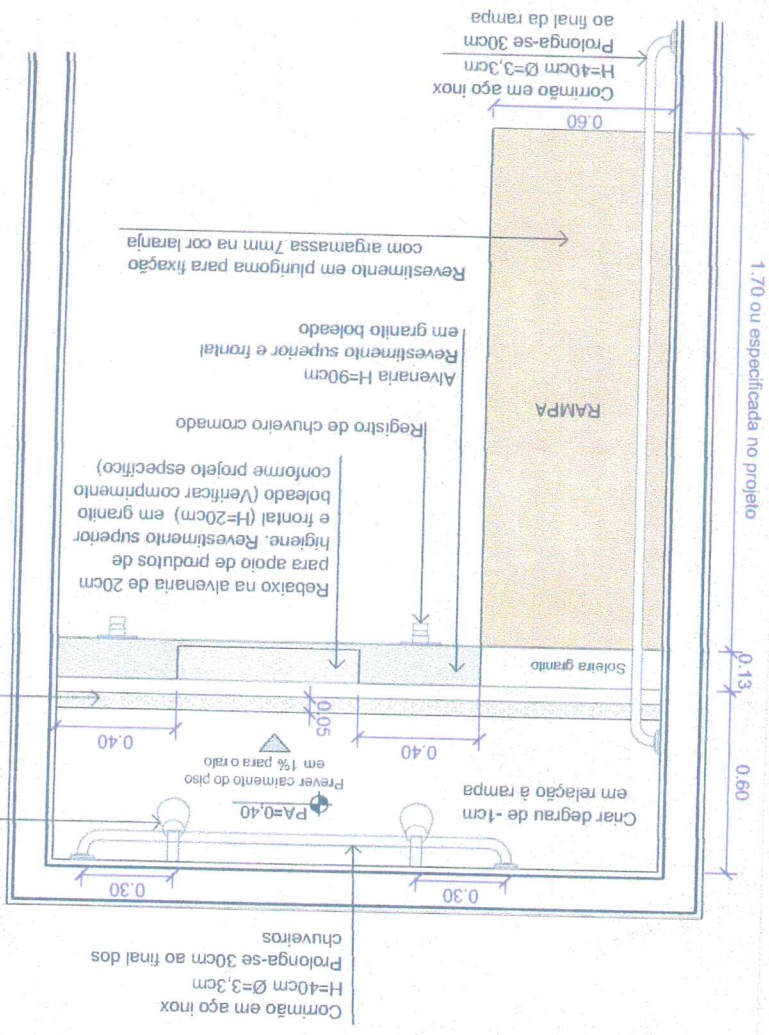 Corrimão em aço inox
H=40cm Ø=3,3cm
Prolonga-se 30cm ao final dos
chuveiros
0.30
0.30
Criar degrau de -1cm
em relação à rampa
PA=0,40
Prever caimento do piso
em 1% para o ralo
0.60
0.40
0.05
0.40
0.13
Soleira granito
Rebaixo na alvenaria de 20cm
para apoio de produtos de
higiene. Revestimento superior
e frontal (H=20cm) em granito
boleado (Verificar comprimento
conforme projeto específico)
Registro de chuveiro cromado
Alvenaria H=90cm
Revestimento superior e frontal
em granito boleado
RAMPA
1.70 ou especificada no projeto
Revestimento em plurigoma para fixação
com argamassa 7mm na cor laranja
0.60
Corrimão em aço inox
H=40cm Ø=3,3cm
Prolonga-se 30cm
ao final da rampa